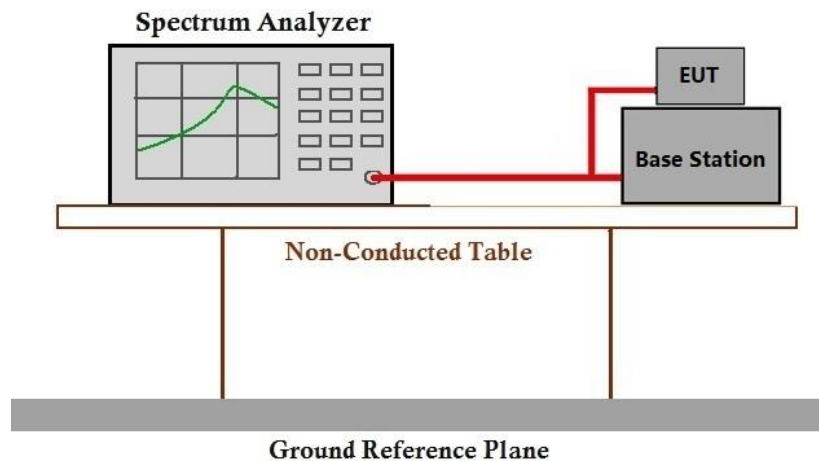 Spectrum Analyzer
EUT
Base Station
Non-Conducted Table
Ground Reference Plane